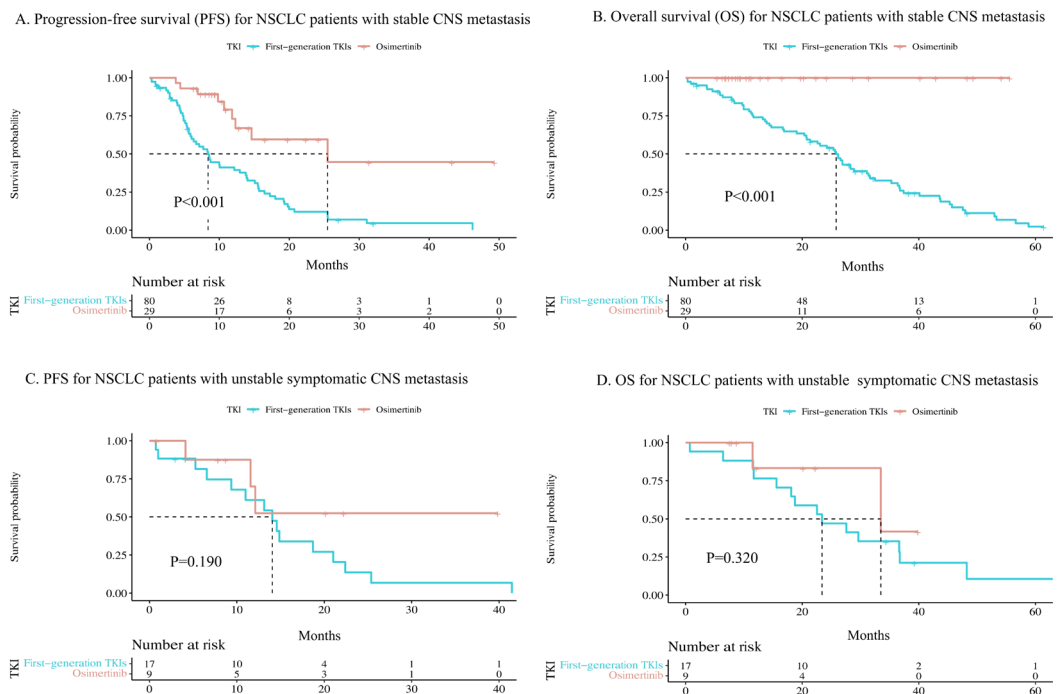 A. Progression-free survival (PFS) for NSCLC patients with stable CNS metastasis
TKI First-generation TKIs Osimertinib
Survival probability
1.00
0.75
0.50
0.25
0.00
P<0.001
0 10 20 30 40 50
Months
Number at risk
TKI
First-generation TKIs 80 26 8 3 1 0
Osimertinib 29 17 6 3 2 0
0 10 20 30 40 50
B. Overall survival (OS) for NSCLC patients with stable CNS metastasis
TKI First-generation TKIs Osimertinib
Survival probability
1.00
0.75
0.50
0.25
0.00
P<0.001
0 20 40 60
Months
Number at risk
TKI
First-generation TKIs 80 48 13 1
Osimertinib 29 11 6 0
0 20 40 60
C. PFS for NSCLC patients with unstable symptomatic CNS metastasis
TKI First-generation TKIs Osimertinib
Survival probability
1.00
0.75
0.50
0.25
0.00
P=0.190
0 10 20 30 40
Months
Number at risk
TKI
First-generation TKIs 17 10 4 1 1
Osimertinib 9 5 3 1 0
0 10 20 30 40
D. OS for NSCLC patients with unstable symptomatic CNS metastasis
TKI First-generation TKIs Osimertinib
Survival probability
1.00
0.75
0.50
0.25
0.00
P=0.320
0 20 40 60
Months
Number at risk
TKI
First-generation TKIs 17 10 2 1
Osimertinib 9 4 0 0
0 20 40 60